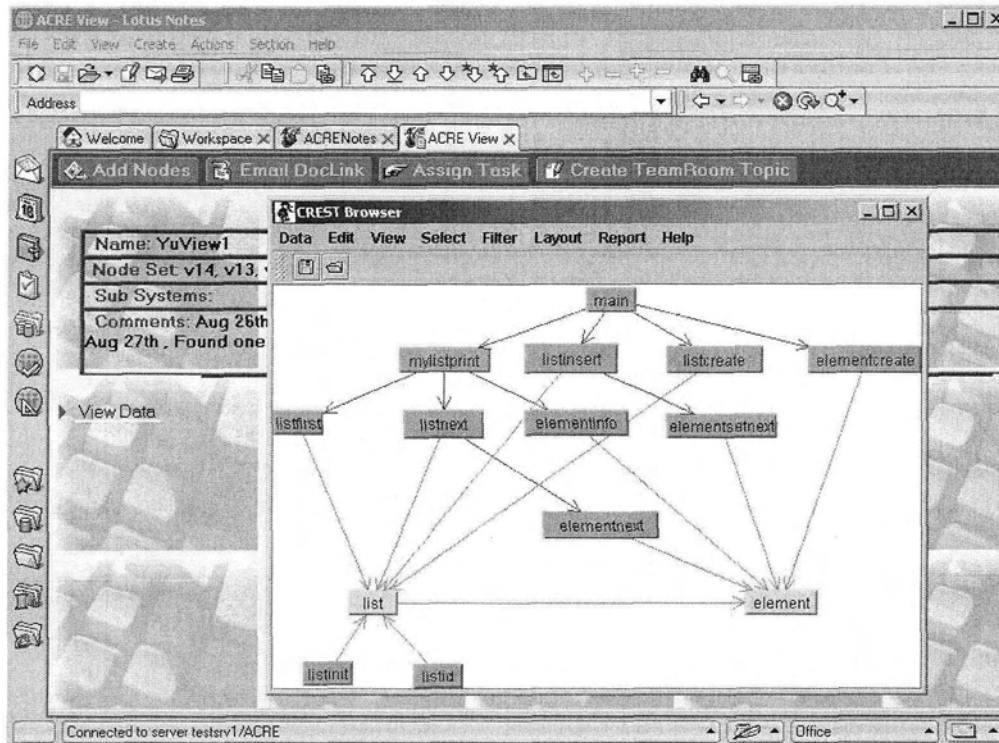 ACRE View - Lotus Notes
File Edit View Create Actions Section Help
Address
Welcome Workspace ACRENotes ACRE View
Add Nodes Email DocLink Assign Task Create TeamRoom Topic
Name: YuView1
Node Set: v14, v13,
Sub Systems:
Comments: Aug 26th
Aug 27th , Found one
View Data
CREST Browser
Data Edit View Select Filter Layout Report Help
main
mylistprint listinsert listcreate elementcreate
listfirst listnext elementinfo elementsetnext
elementnext
list element
listinit listid
Connected to server testsrv1/ACRE Office